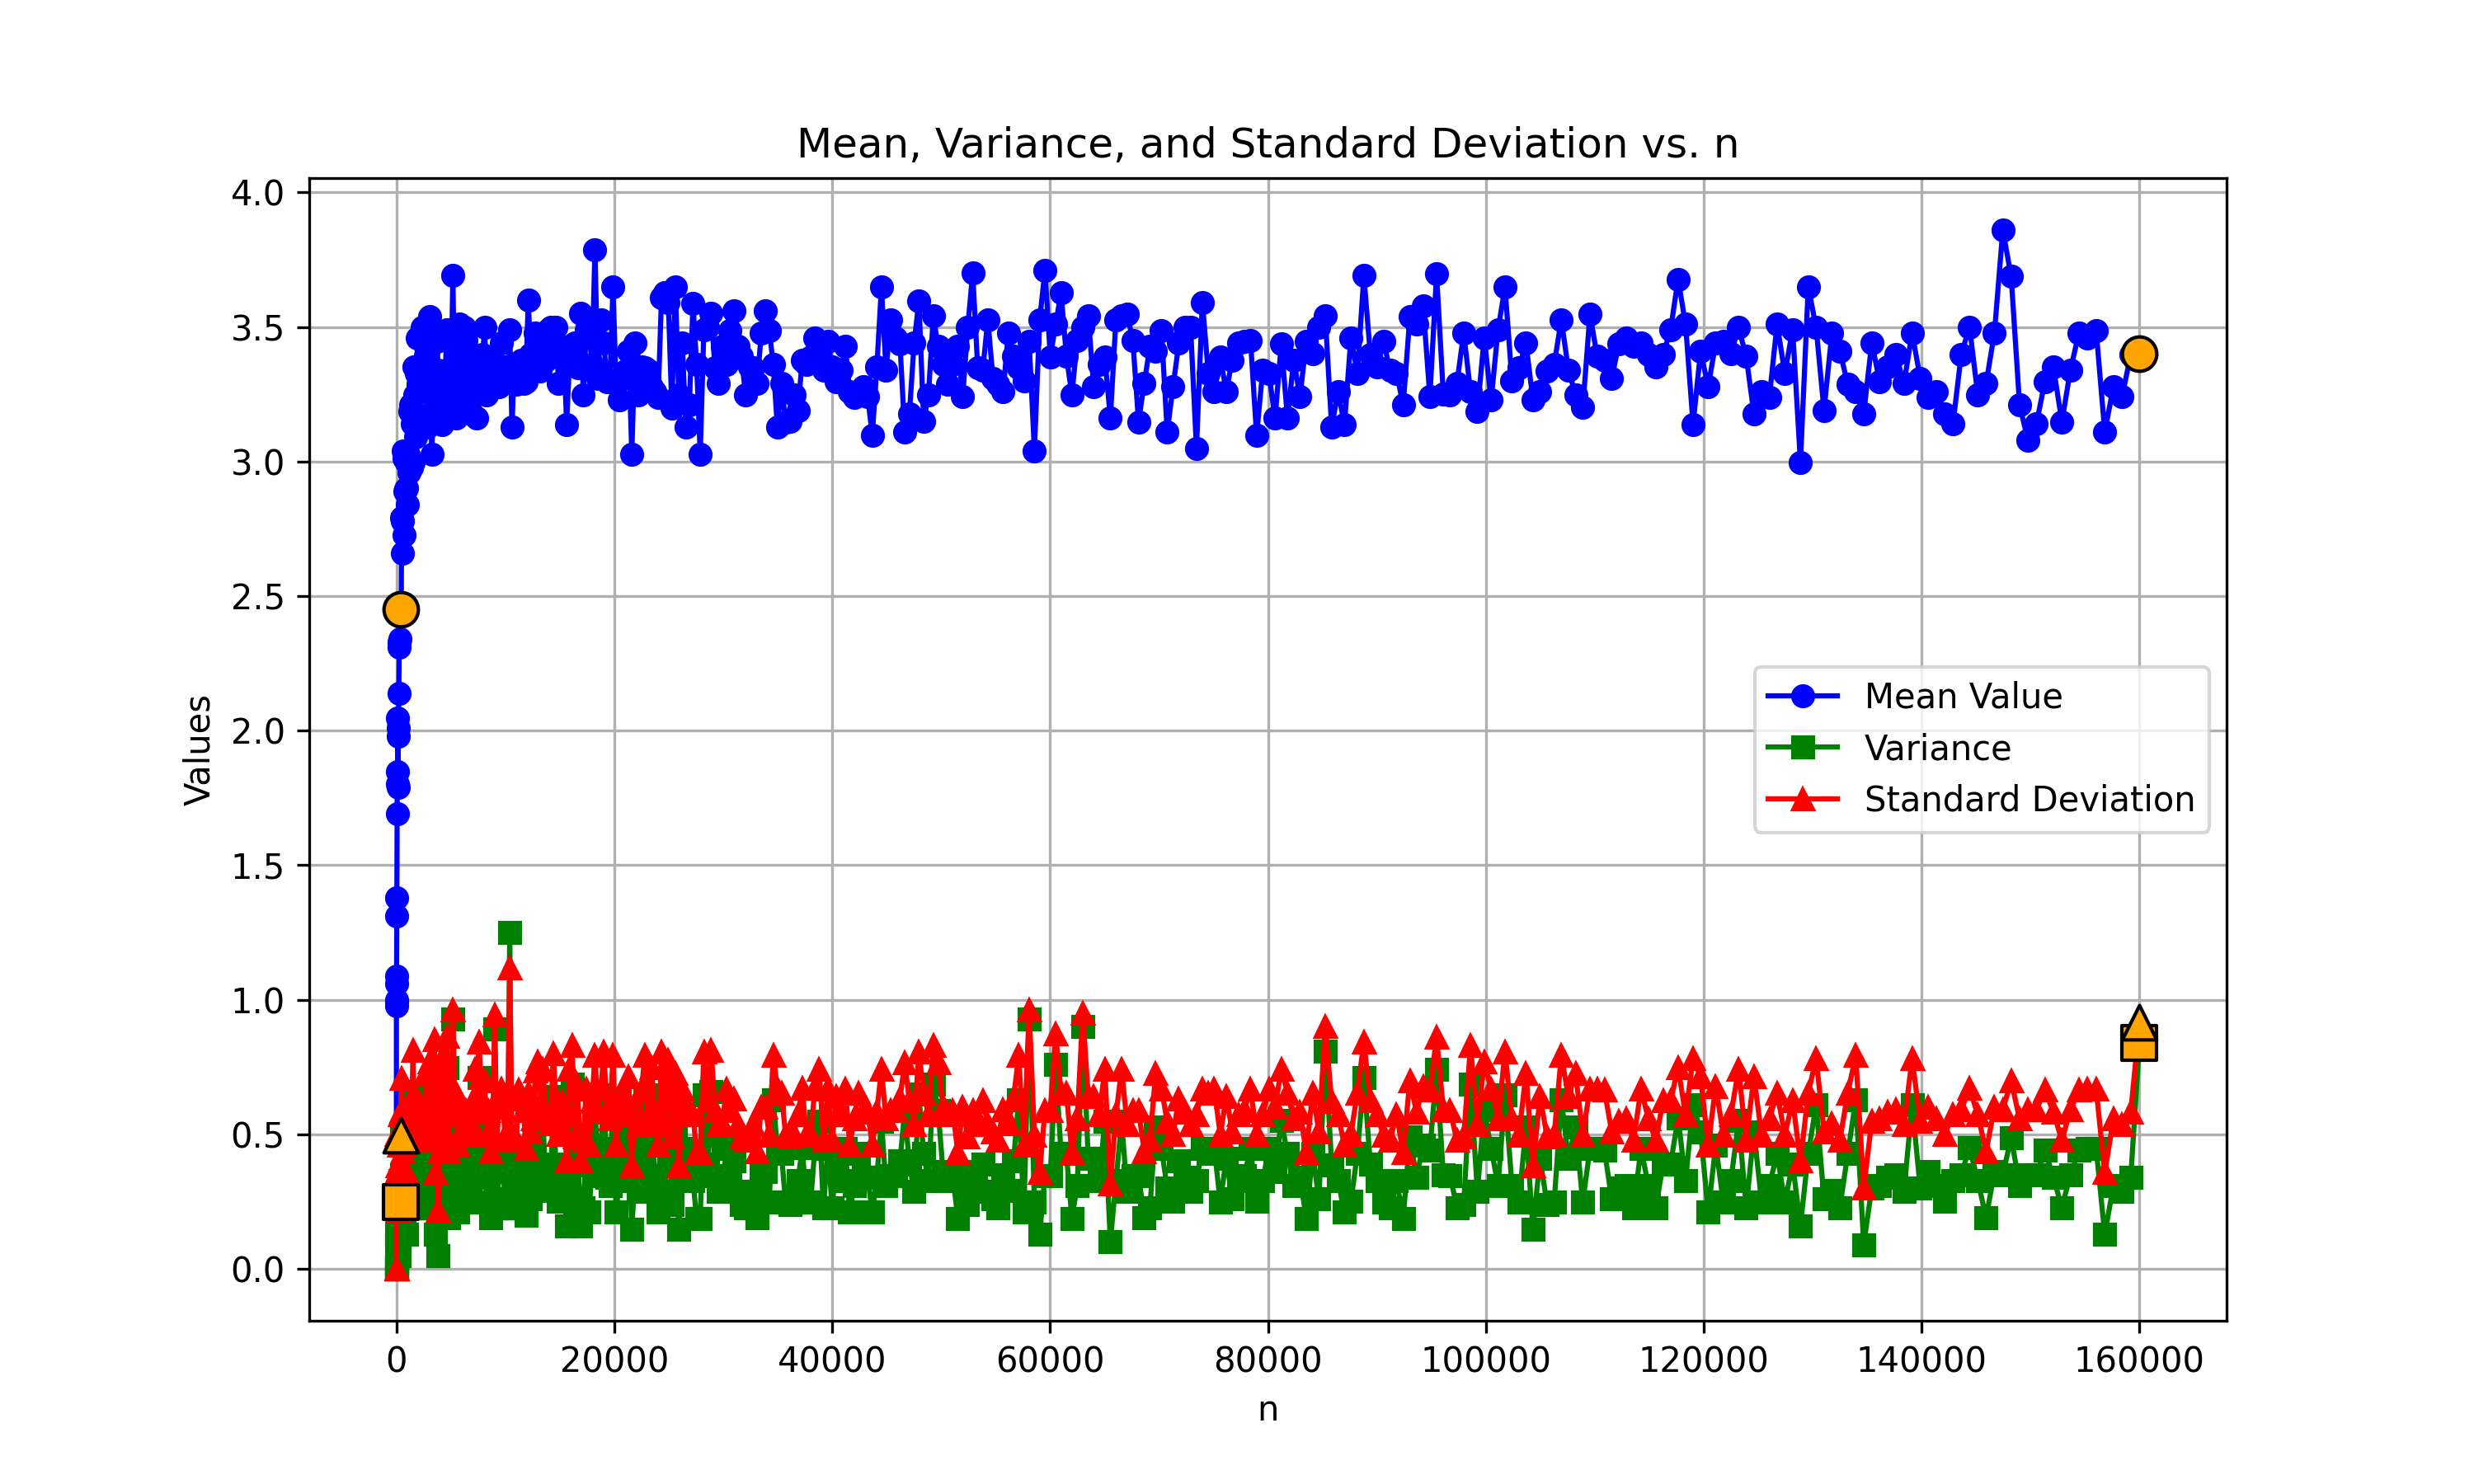 Mean, Variance, and Standard Deviation vs. n
4.0
3.5
3.0
2.5
2.0
1.5
1.0
0.5
0.0
Values
Mean Value
Variance
Standard Deviation
0 20000 40000 60000 80000 100000 120000 140000 160000
n